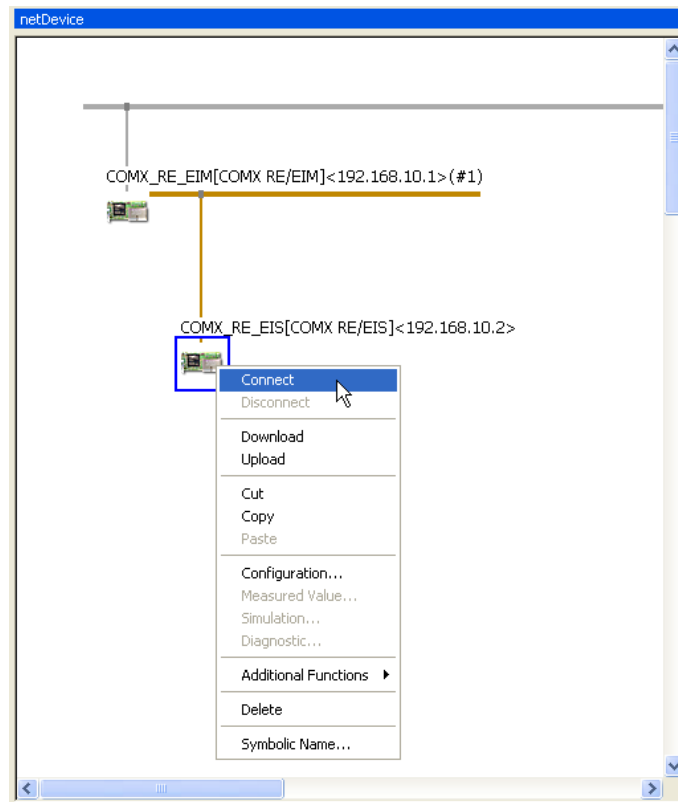 netDevice
COMX_RE_EIM[COMX RE/EIM]<192.168.10.1>(#1)
COMX_RE_EIS[COMX RE/EIS]<192.168.10.2>
Connect
Disconnect
Download
Upload
Cut
Copy
Paste
Configuration...
Measured Value...
Simulation...
Diagnostic...
Additional Functions
Delete
Symbolic Name...